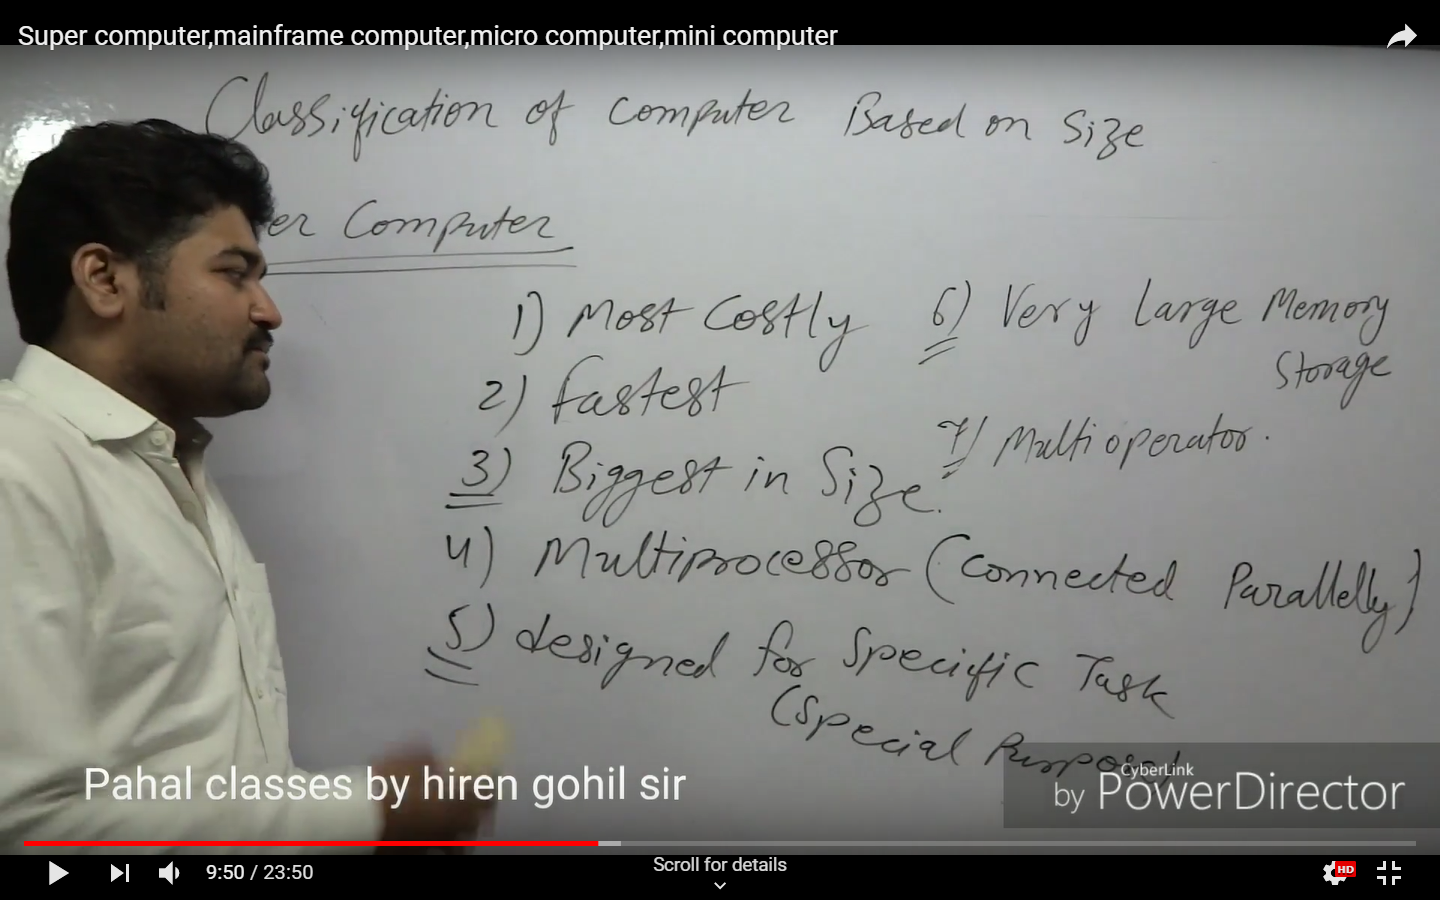 Super computer,mainframe computer,micro computer,mini computer
Classification of Computer Based on Size
er Computer
1) Most Costly
2) fastest
3) Biggest in Size.
4) Multiprocessor (Connected Parallelly)
5) designed for Specific Task
(Special Purpose)
6) Very Large Memory
Storage
7) Multi operator.
Pahal classes by hiren gohil sir
CyberLink
by PowerDirector
9:50 / 23:50
Scroll for details
HD